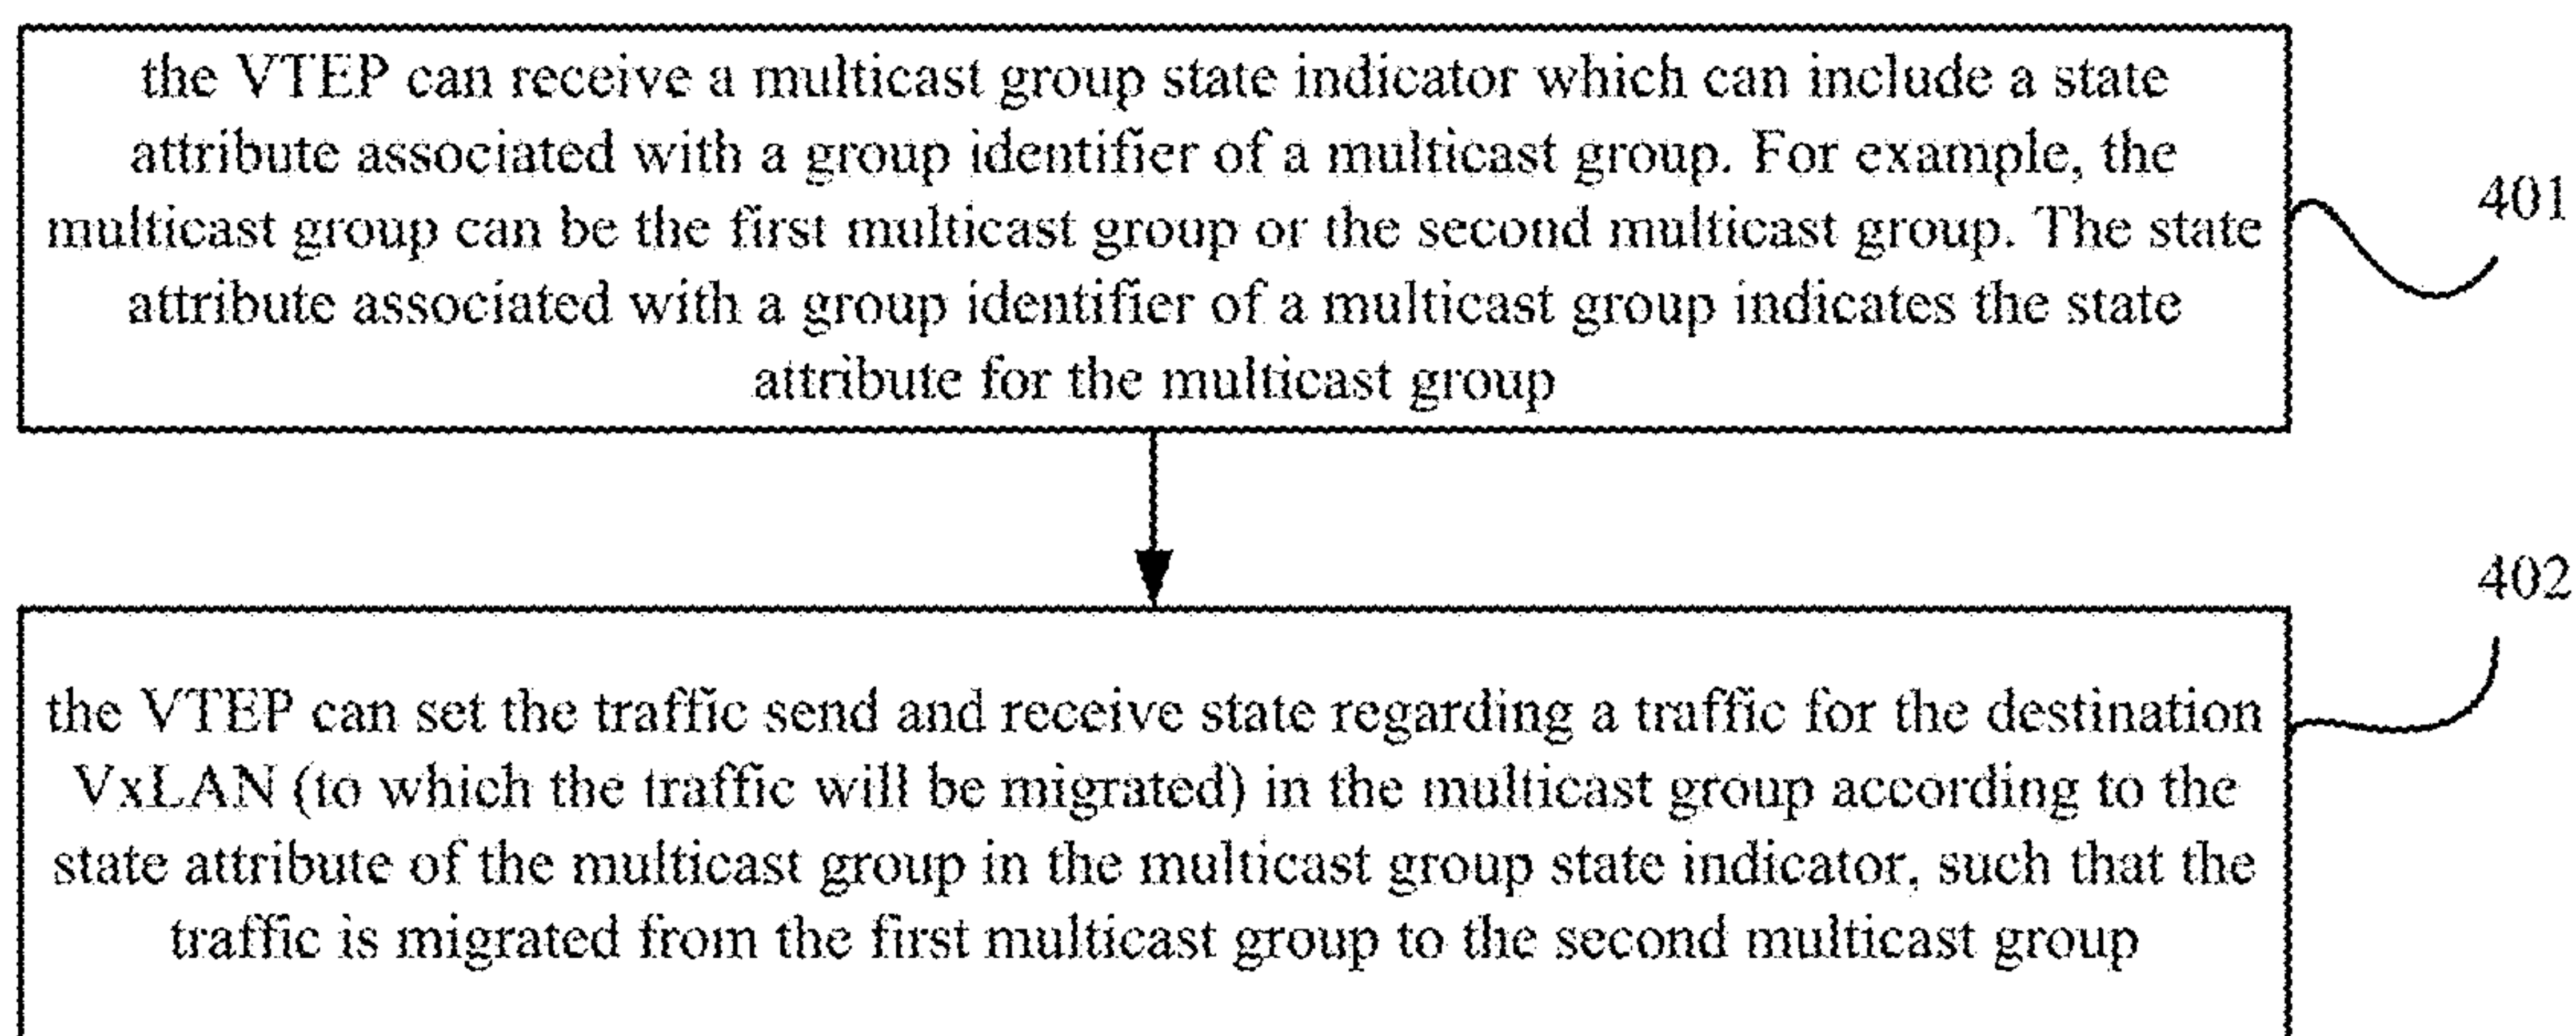 the VTEP can receive a multicast group state indicator which can include a state
attribute associated with a group identifier of a multicast group. For example, the
multicast group can be the first multicast group or the second multicast group. The state
attribute associated with a group identifier of a multicast group indicates the state
attribute for the multicast group
401
402
the VTEP can set the traffic send and receive state regarding a traffic for the destination
VxLAN (to which the traffic will be migrated) in the multicast group according to the
state attribute of the multicast group in the multicast group state indicator, such that the
traffic is migrated from the first multicast group to the second multicast group